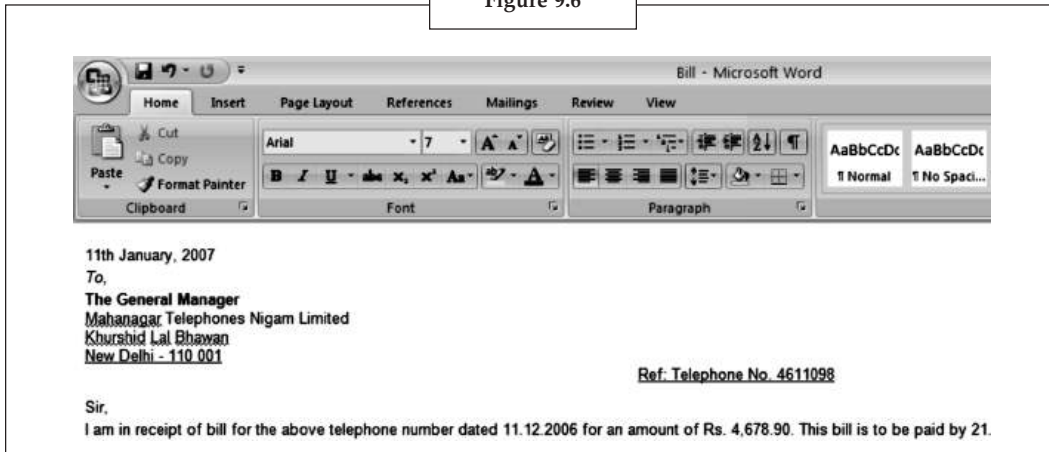 Figure 9.6
Bill - Microsoft Word
Home Insert Page Layout References Mailings Review View
Paste
Cut
Copy
Format Painter
Clipboard
Arial 7
Font
Paragraph
AaBbCcDc AaBbCcDc
¶ Normal ¶ No Spaci...
11th January, 2007
To,
The General Manager
Mahanagar Telephones Nigam Limited
Khurshid Lal Bhawan
New Delhi - 110 001
Ref: Telephone No. 4611098
Sir,
I am in receipt of bill for the above telephone number dated 11.12.2006 for an amount of Rs. 4,678.90. This bill is to be paid by 21.